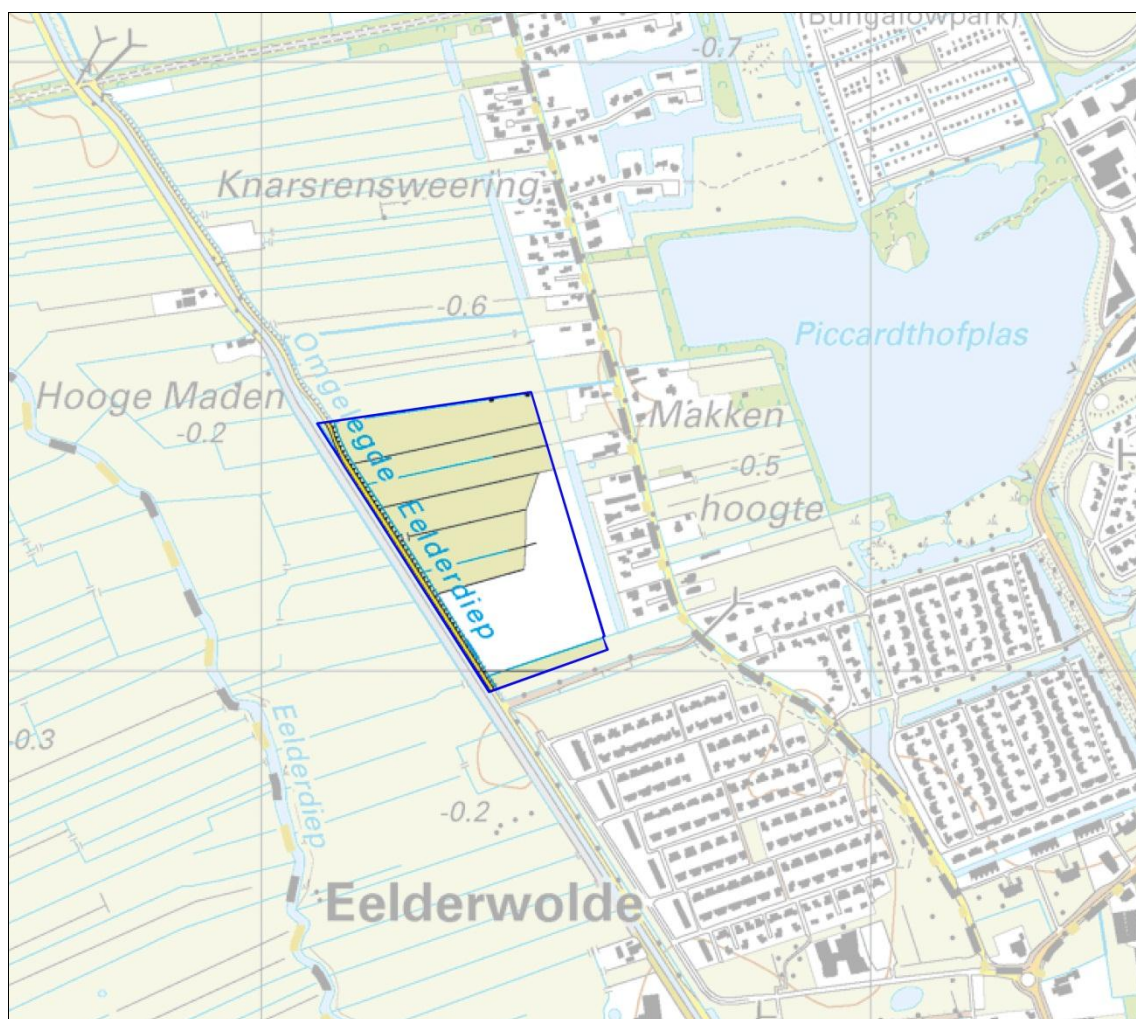 (Bungalowpark)
-0.7
Knarsrensweering
-0.6
Piccardthofplas
Omgelegde Eelderdiep
Hooge Maden
-0.2
Makken
-0.5
hoogte
H
-0.3
Eelderdiep
-0.2
Eelderwolde